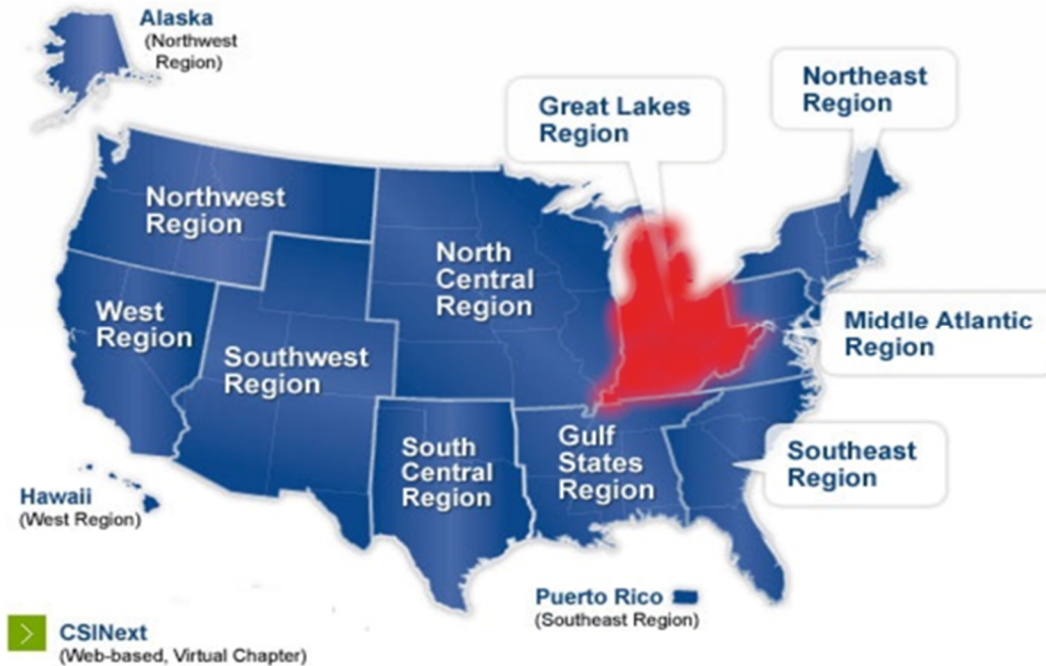 Alaska
(Northwest
Region)
Great Lakes
Region
Northeast
Region
Northwest
Region
North
Central
Region
West
Region
Southwest
Region
Middle Atlantic
Region
South
Central
Region
Gulf
States
Region
Southeast
Region
Hawaii
(West Region)
Puerto Rico
(Southeast Region)
CSINext
(Web-based, Virtual Chapter)